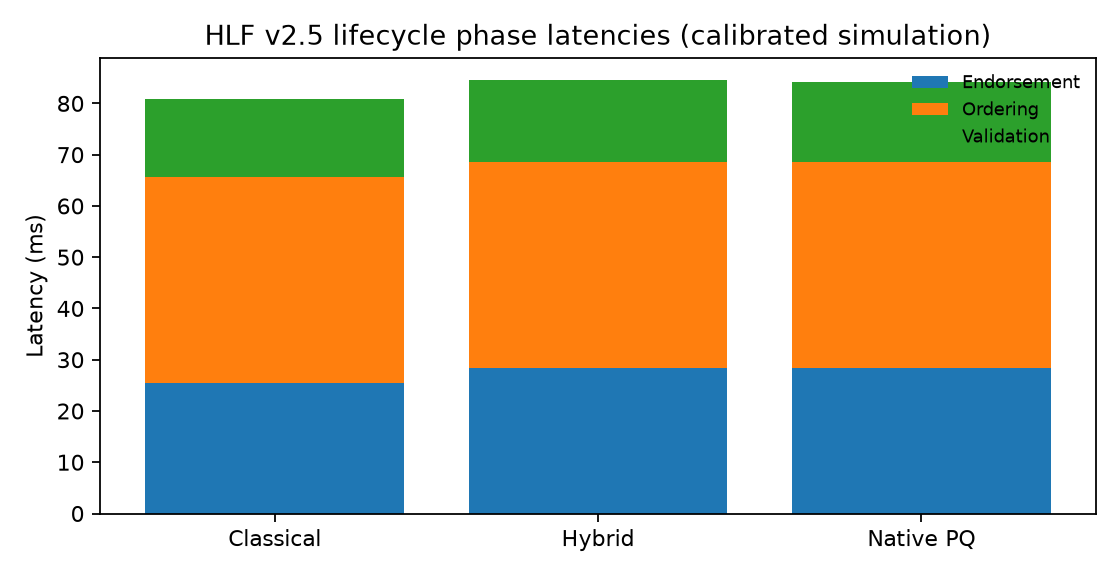 HLF v2.5 lifecycle phase latencies (calibrated simulation)
Endorsement
Ordering
Validation
Latency (ms)
80
70
60
50
40
30
20
10
0
Classical
Hybrid
Native PQ